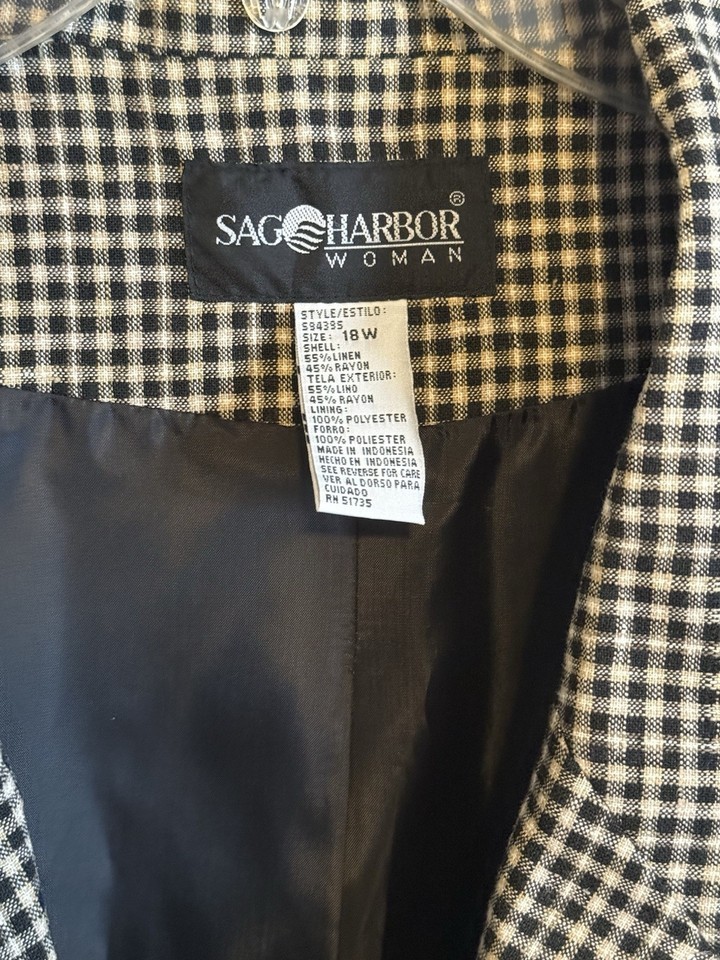 SAG HARBOR®
WOMAN
STYLE/ESTILO:
S94395
SIZE: 18W
SHELL:
55%LINEN
45%RAYON
TELA EXTERIOR:
55%LINO
45%RAYON
LINING:
100%POLYESTER
FORRO:
100%POLIESTER
MADE IN INDONESIA
HECHO EN INDONESIA
SEE REVERSE FOR CARE
VER AL DORSO PARA
CUIDADO
RN 51735